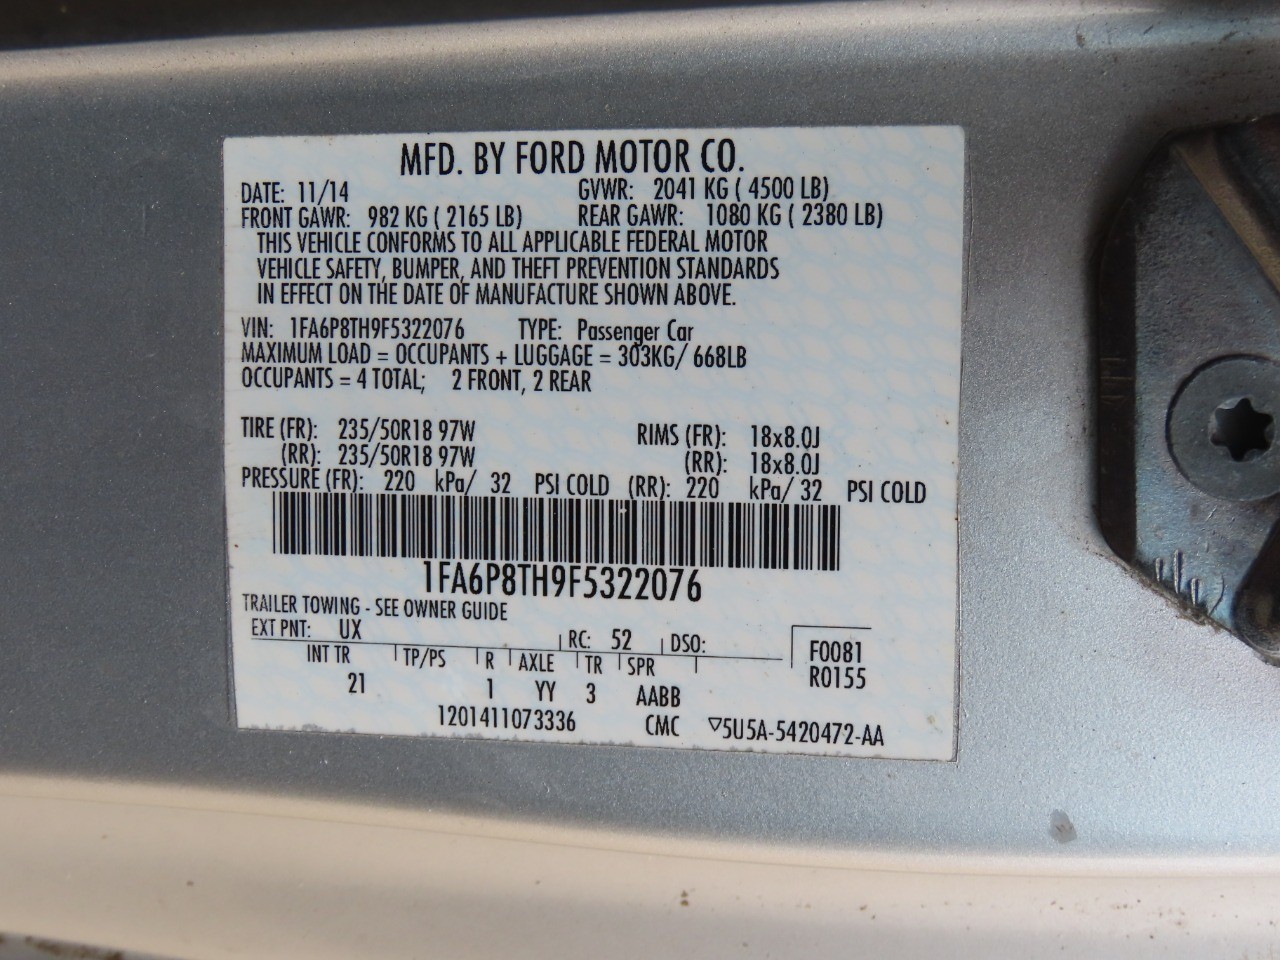 MFD. BY FORD MOTOR CO.
DATE: 11/14 GVWR: 2041 KG ( 4500 LB)
FRONT GAWR: 982 KG ( 2165 LB) REAR GAWR: 1080 KG ( 2380 LB)
THIS VEHICLE CONFORMS TO ALL APPLICABLE FEDERAL MOTOR
VEHICLE SAFETY, BUMPER, AND THEFT PREVENTION STANDARDS
IN EFFECT ON THE DATE OF MANUFACTURE SHOWN ABOVE.
VIN: 1FA6P8TH9F5322076 TYPE: Passenger Car
MAXIMUM LOAD = OCCUPANTS + LUGGAGE = 303KG/ 668LB
OCCUPANTS = 4 TOTAL; 2 FRONT, 2 REAR
TIRE (FR): 235/50R18 97W RIMS (FR): 18x8.0J
(RR): 235/50R18 97W (RR): 18x8.0J
PRESSURE (FR): 220 kPa/ 32 PSI COLD (RR): 220 kPa/ 32 PSI COLD
1FA6P8TH9F5322076
TRAILER TOWING - SEE OWNER GUIDE
EXT PNT: UX RC: 52 DSO:
F0081
INT TR TP/PS R AXLE TR SPR
R0155
21 1 YY 3 AABB
1201411073336 CMC ▽5U5A-5420472-AA